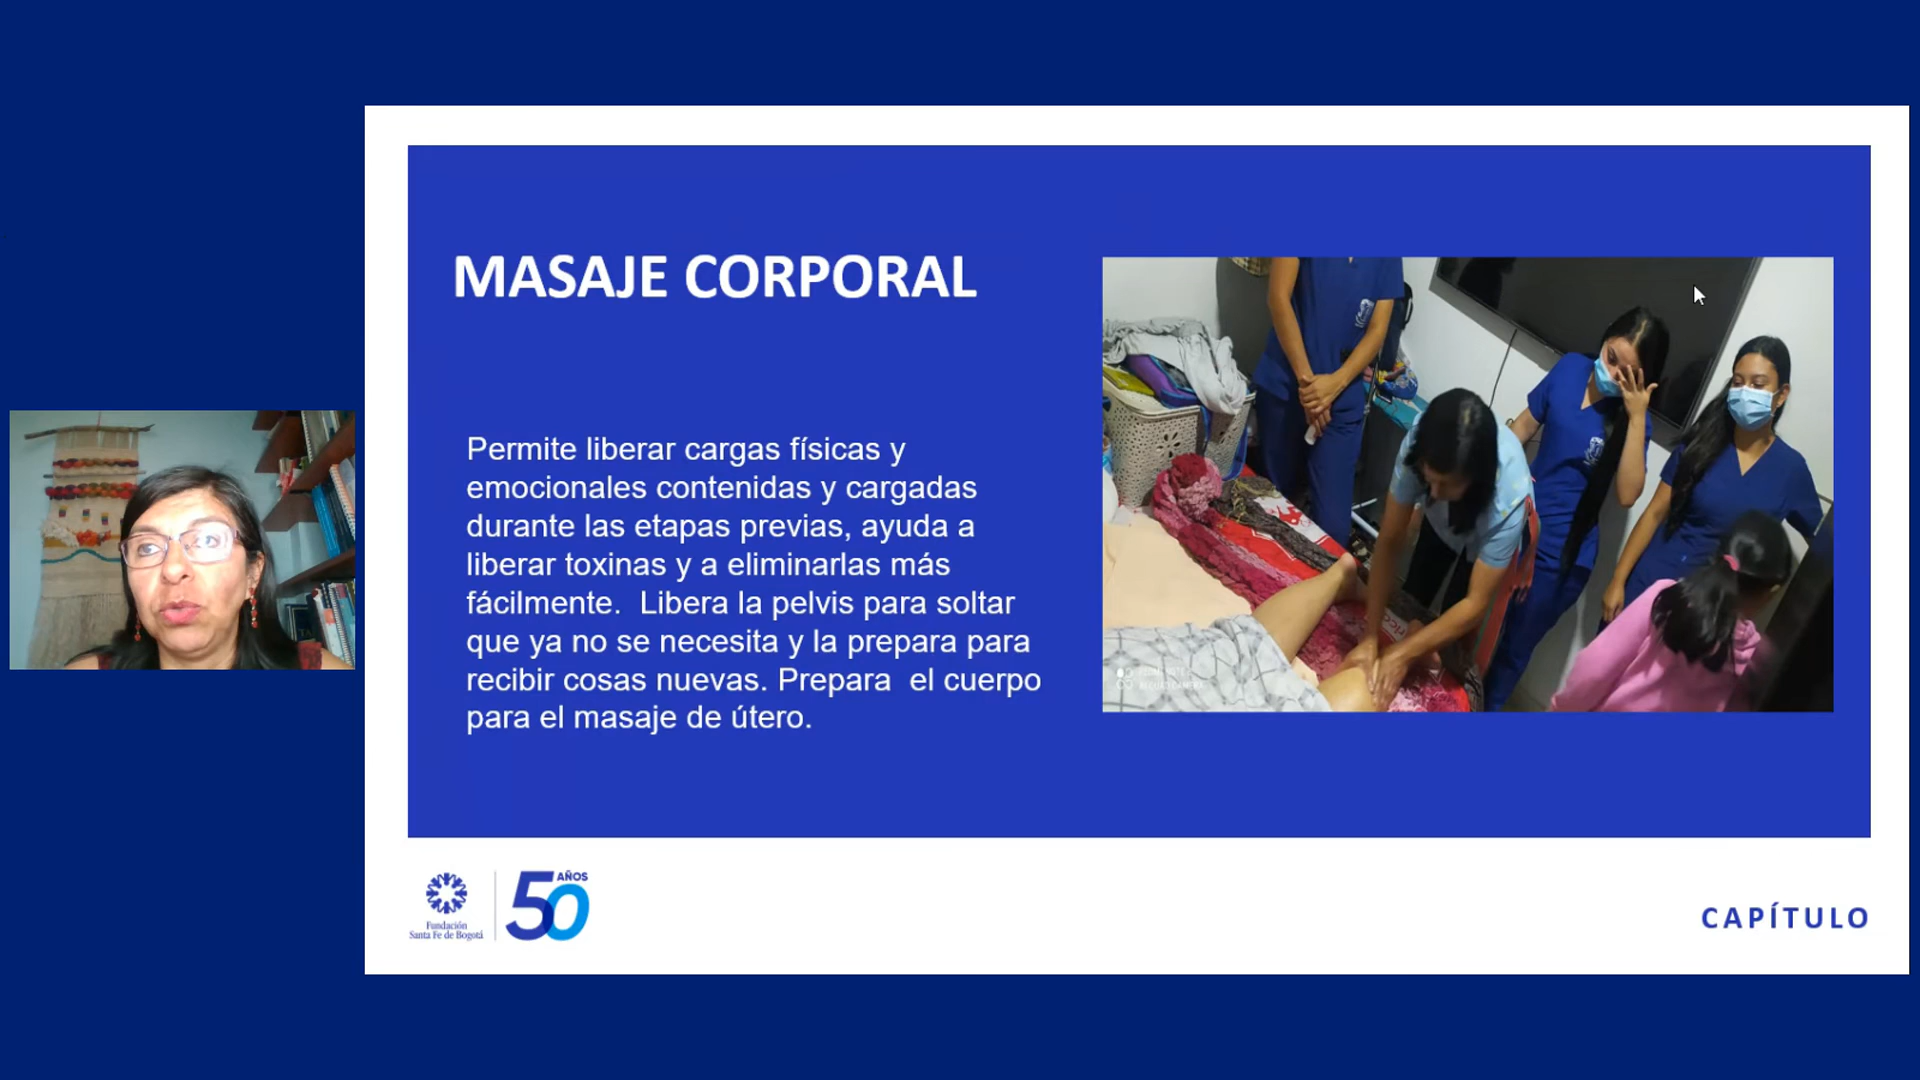 MASAJE CORPORAL
Permite liberar cargas físicas y
emocionales contenidas y cargadas
durante las etapas previas, ayuda a
liberar toxinas y a eliminarlas más
fácilmente.  Libera la pelvis para soltar
que ya no se necesita y la prepara para
recibir cosas nuevas. Prepara  el cuerpo
para el masaje de útero.
50 AÑOS
Fundación
Santa Fe de Bogotá
CAPÍTULO